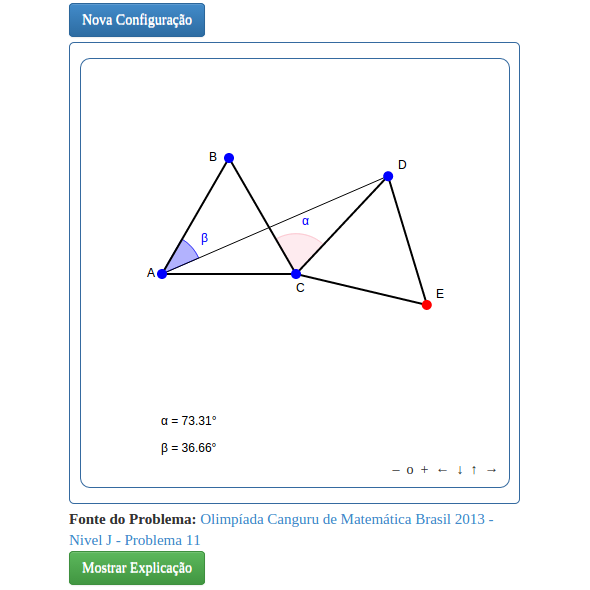 Nova Configuração
B
D
β
α
A
C
E
α = 73.31°
β = 36.66°
– o + ← ↓ ↑ →
Fonte do Problema: Olimpíada Canguru de Matemática Brasil 2013 -
Nivel J - Problema 11
Mostrar Explicação